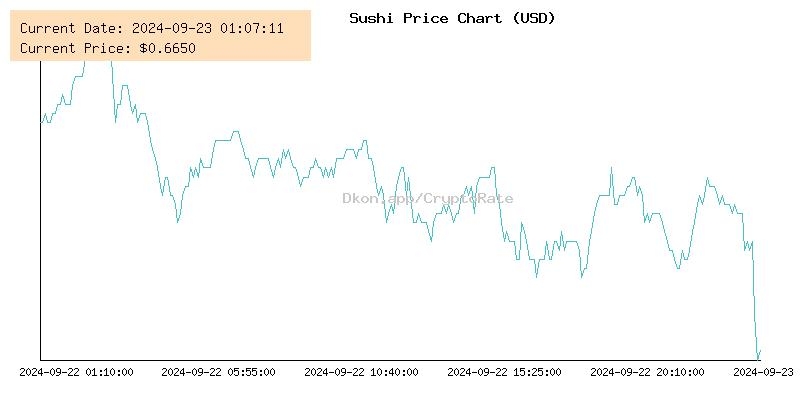 Sushi Price Chart (USD)
Current Date: 2024-09-23 01:07:11
Current Price: $0.6650
Dkon.app/CryptoRate
2024-09-22 01:10:00 2024-09-22 05:55:00 2024-09-22 10:40:00 2024-09-22 15:25:00 2024-09-22 20:10:00 2024-09-23